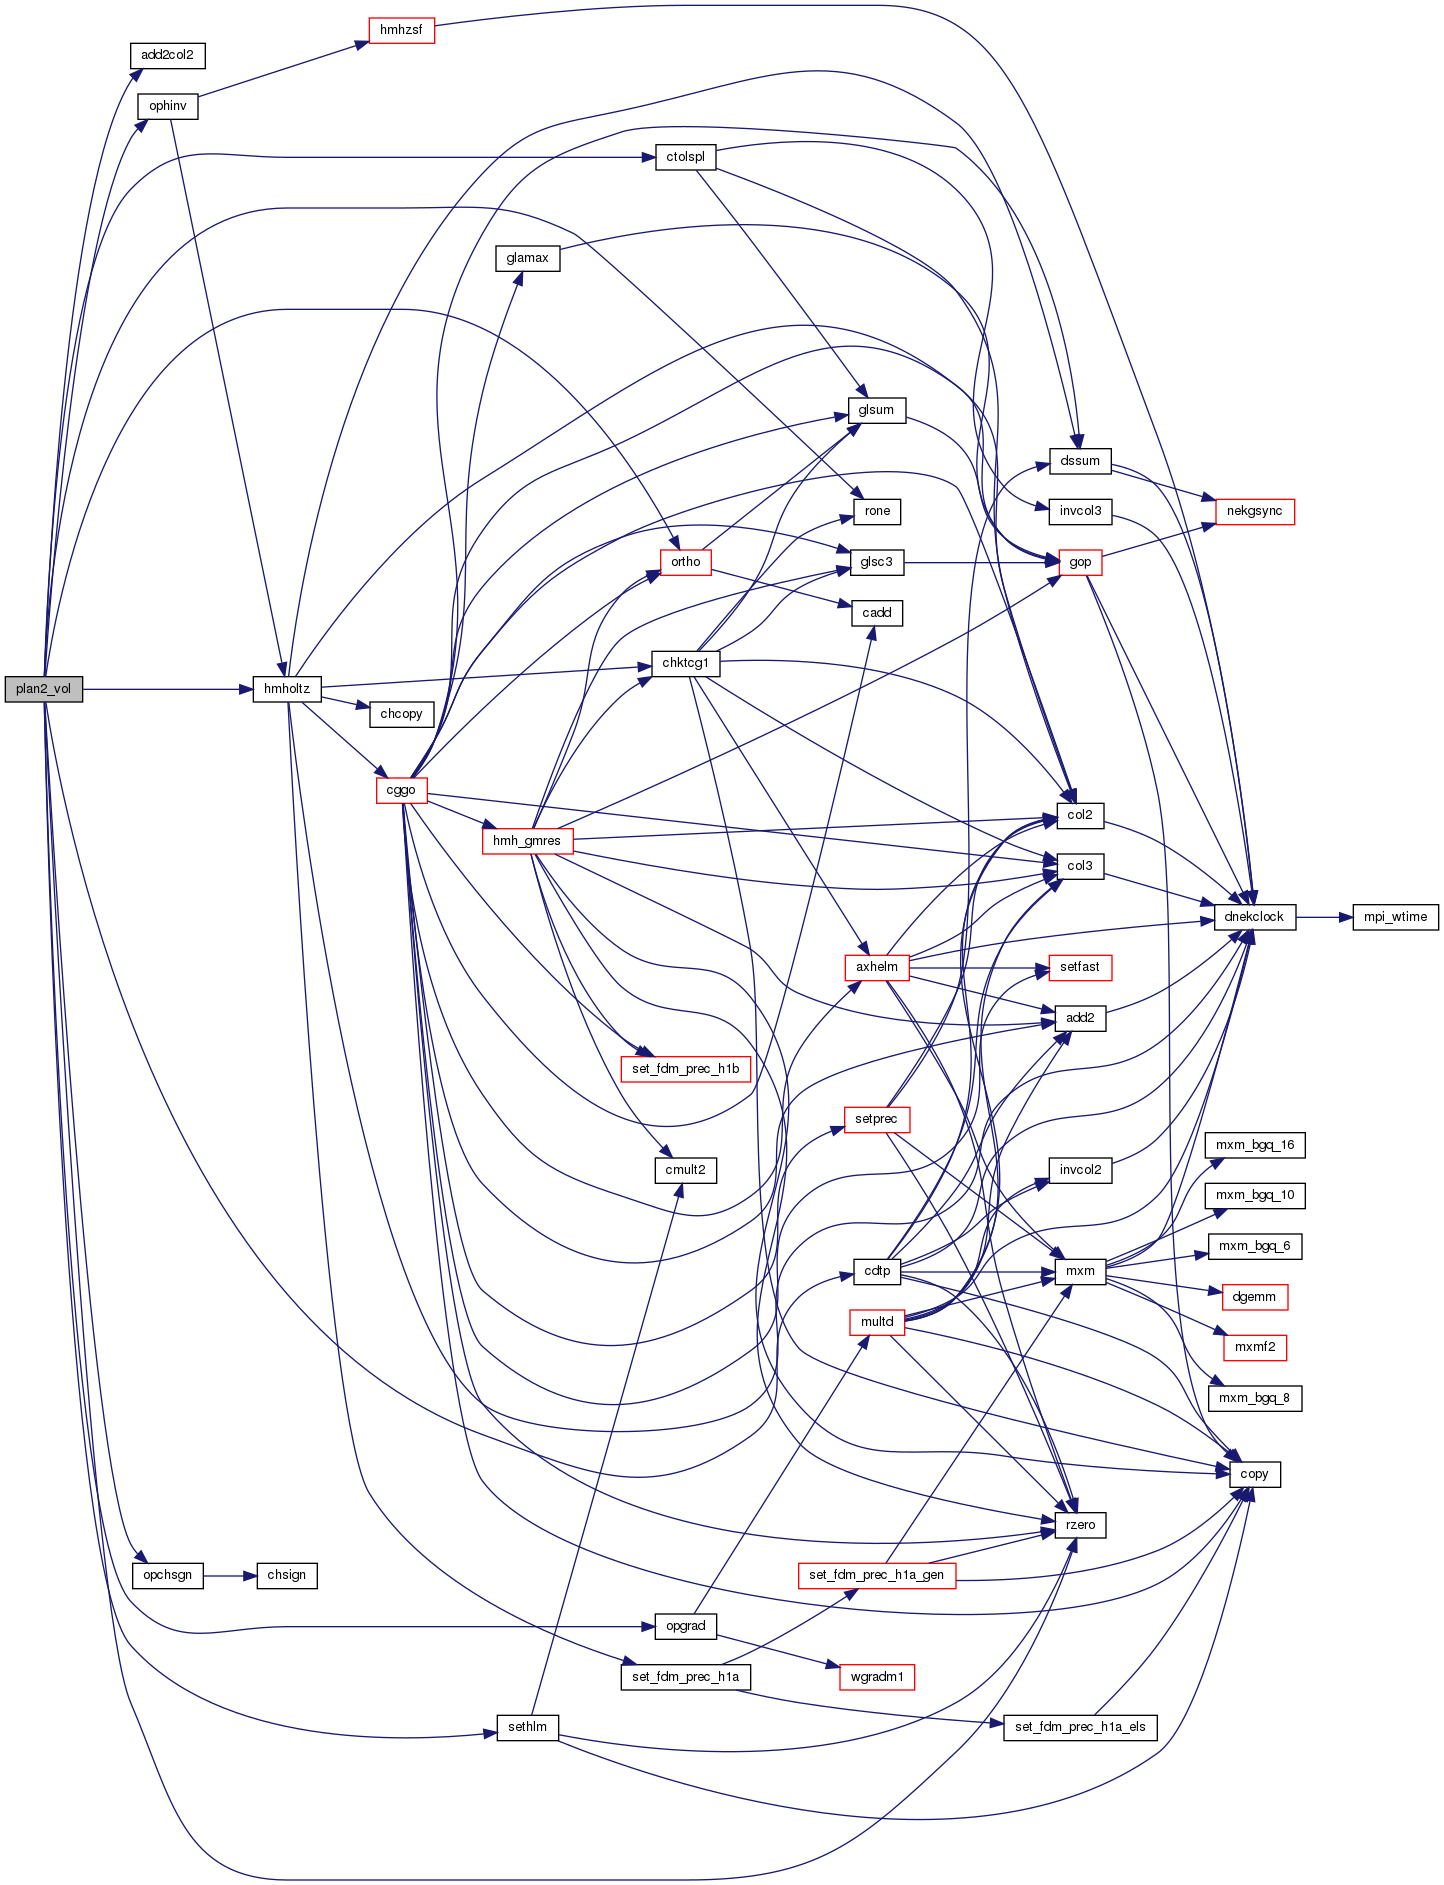 hmhzsf
add2col2
ophinv
ctolspl
glamax
glsum
dssum
rone
invcol3
nekgsync
ortho
glsc3
gop
cadd
chktcg1
plan2_vol
hmholtz
chcopy
cggo
col2
hmh_gmres
col3
dnekclock
mpi_wtime
axhelm
setfast
add2
set_fdm_prec_h1b
setprec
mxm_bgq_16
cmult2
invcol2
mxm_bgq_10
mxm_bgq_6
cdtp
mxm
dgemm
multd
mxmf2
mxm_bgq_8
copy
rzero
opchsgn
chsign
set_fdm_prec_h1a_gen
opgrad
set_fdm_prec_h1a
wgradm1
sethlm
set_fdm_prec_h1a_els